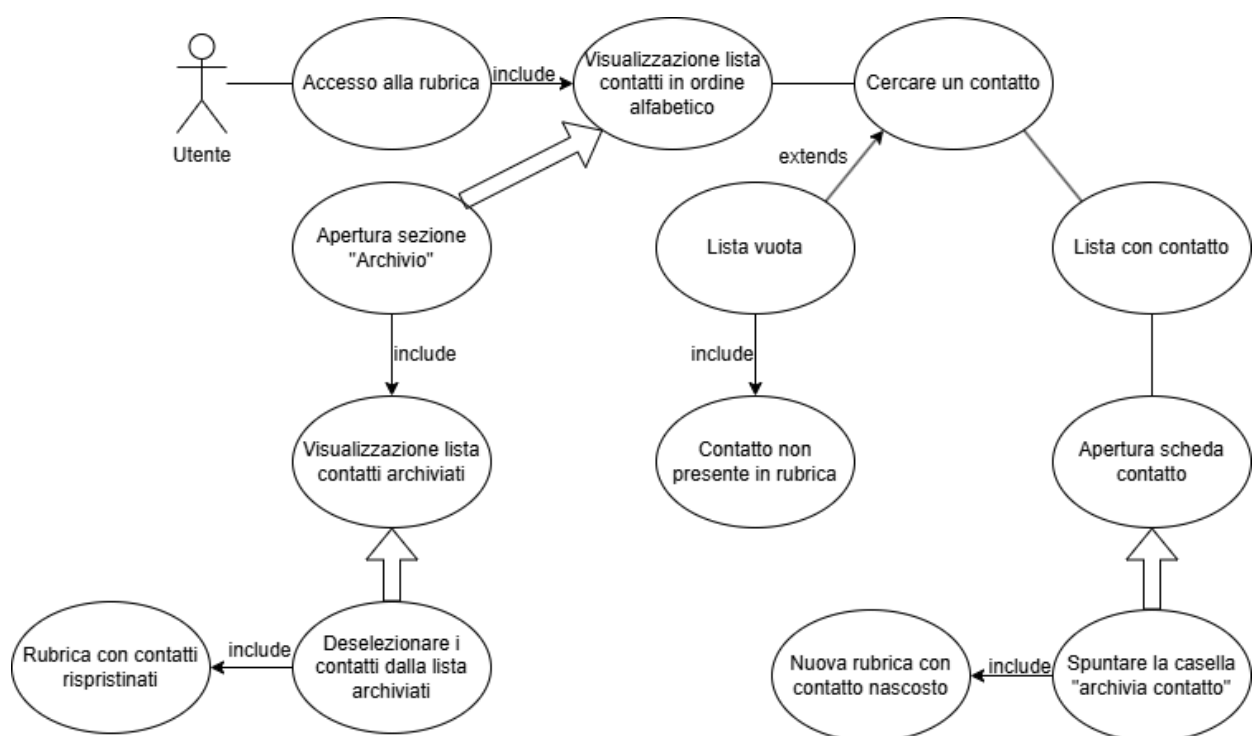 Utente
Accesso alla rubrica
include
Visualizzazione lista
contatti in ordine
alfabetico
Cercare un contatto
extends
Apertura sezione
"Archivio"
Lista vuota
Lista con contatto
include
include
Visualizzazione lista
contatti archiviati
Contatto non
presente in rubrica
Apertura scheda
contatto
Rubrica con contatti
rispristinati
include
Deselezionare i
contatti dalla lista
archiviati
Nuova rubrica con
contatto nascosto
include
Spuntare la casella
"archivia contatto"